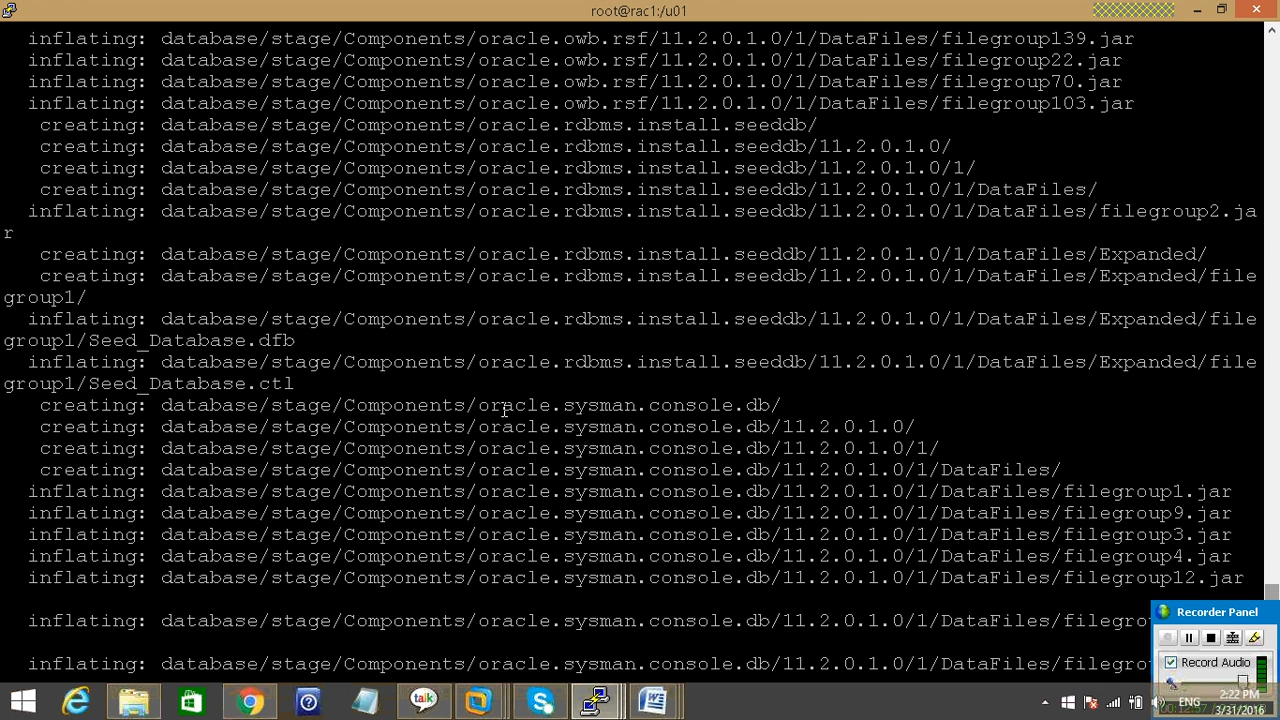 root@rac1:/u01
inflating: database/stage/Components/oracle.owb.rsf/11.2.0.1.0/1/DataFiles/filegroup139.jar
inflating: database/stage/Components/oracle.owb.rsf/11.2.0.1.0/1/DataFiles/filegroup22.jar
inflating: database/stage/Components/oracle.owb.rsf/11.2.0.1.0/1/DataFiles/filegroup70.jar
inflating: database/stage/Components/oracle.owb.rsf/11.2.0.1.0/1/DataFiles/filegroup103.jar
creating: database/stage/Components/oracle.rdbms.install.seeddb/
creating: database/stage/Components/oracle.rdbms.install.seeddb/11.2.0.1.0/
creating: database/stage/Components/oracle.rdbms.install.seeddb/11.2.0.1.0/1/
creating: database/stage/Components/oracle.rdbms.install.seeddb/11.2.0.1.0/1/DataFiles/
inflating: database/stage/Components/oracle.rdbms.install.seeddb/11.2.0.1.0/1/DataFiles/filegroup2.ja
r
creating: database/stage/Components/oracle.rdbms.install.seeddb/11.2.0.1.0/1/DataFiles/Expanded/
creating: database/stage/Components/oracle.rdbms.install.seeddb/11.2.0.1.0/1/DataFiles/Expanded/file
group1/
inflating: database/stage/Components/oracle.rdbms.install.seeddb/11.2.0.1.0/1/DataFiles/Expanded/file
group1/Seed_Database.dfb
inflating: database/stage/Components/oracle.rdbms.install.seeddb/11.2.0.1.0/1/DataFiles/Expanded/file
group1/Seed_Database.ctl
creating: database/stage/Components/oracle.sysman.console.db/
creating: database/stage/Components/oracle.sysman.console.db/11.2.0.1.0/
creating: database/stage/Components/oracle.sysman.console.db/11.2.0.1.0/1/
creating: database/stage/Components/oracle.sysman.console.db/11.2.0.1.0/1/DataFiles/
inflating: database/stage/Components/oracle.sysman.console.db/11.2.0.1.0/1/DataFiles/filegroup1.jar
inflating: database/stage/Components/oracle.sysman.console.db/11.2.0.1.0/1/DataFiles/filegroup9.jar
inflating: database/stage/Components/oracle.sysman.console.db/11.2.0.1.0/1/DataFiles/filegroup3.jar
inflating: database/stage/Components/oracle.sysman.console.db/11.2.0.1.0/1/DataFiles/filegroup4.jar
inflating: database/stage/Components/oracle.sysman.console.db/11.2.0.1.0/1/DataFiles/filegroup12.jar
inflating: database/stage/Components/oracle.sysman.console.db/11.2.0.1.0/1/DataFiles/filegro
inflating: database/stage/Components/oracle.sysman.console.db/11.2.0.1.0/1/DataFiles/filegro
Recorder Panel
Record Audio
talk
ENG
2:22 PM
3/31/2016